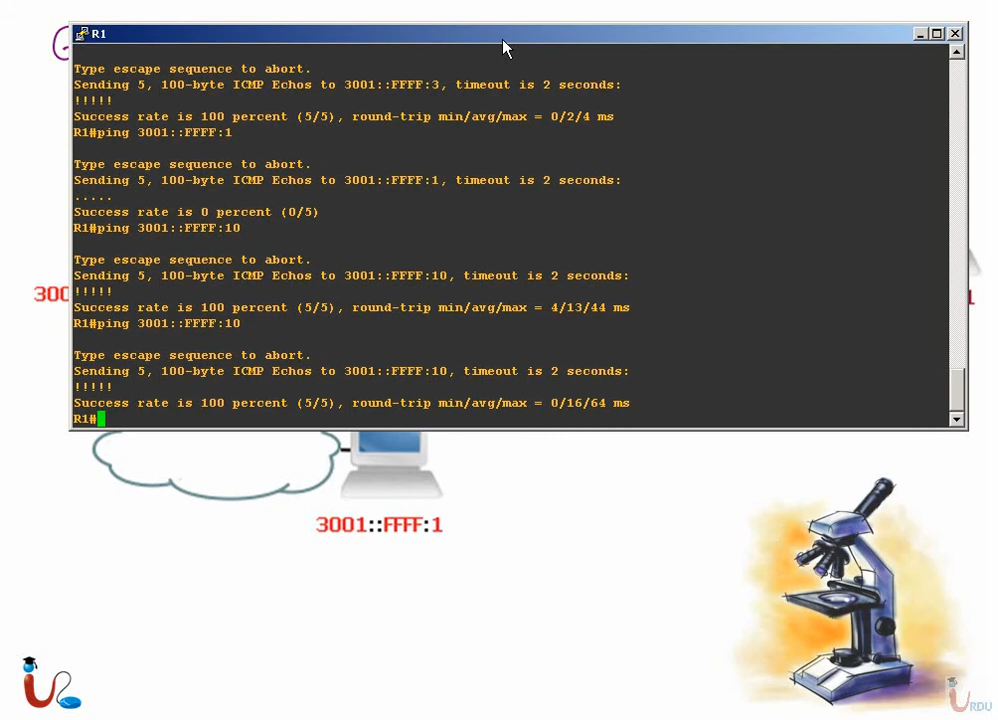 R1
Type escape sequence to abort.
Sending 5, 100-byte ICMP Echos to 3001::FFFF:3, timeout is 2 seconds:
!!!!!
Success rate is 100 percent (5/5), round-trip min/avg/max = 0/2/4 ms
R1#ping 3001::FFFF:1
Type escape sequence to abort.
Sending 5, 100-byte ICMP Echos to 3001::FFFF:1, timeout is 2 seconds:
.....
Success rate is 0 percent (0/5)
R1#ping 3001::FFFF:10
Type escape sequence to abort.
Sending 5, 100-byte ICMP Echos to 3001::FFFF:10, timeout is 2 seconds:
!!!!!
Success rate is 100 percent (5/5), round-trip min/avg/max = 4/13/44 ms
R1#ping 3001::FFFF:10
Type escape sequence to abort.
Sending 5, 100-byte ICMP Echos to 3001::FFFF:10, timeout is 2 seconds:
!!!!!
Success rate is 100 percent (5/5), round-trip min/avg/max = 0/16/64 ms
R1#
3001::FFFF:1
URDU